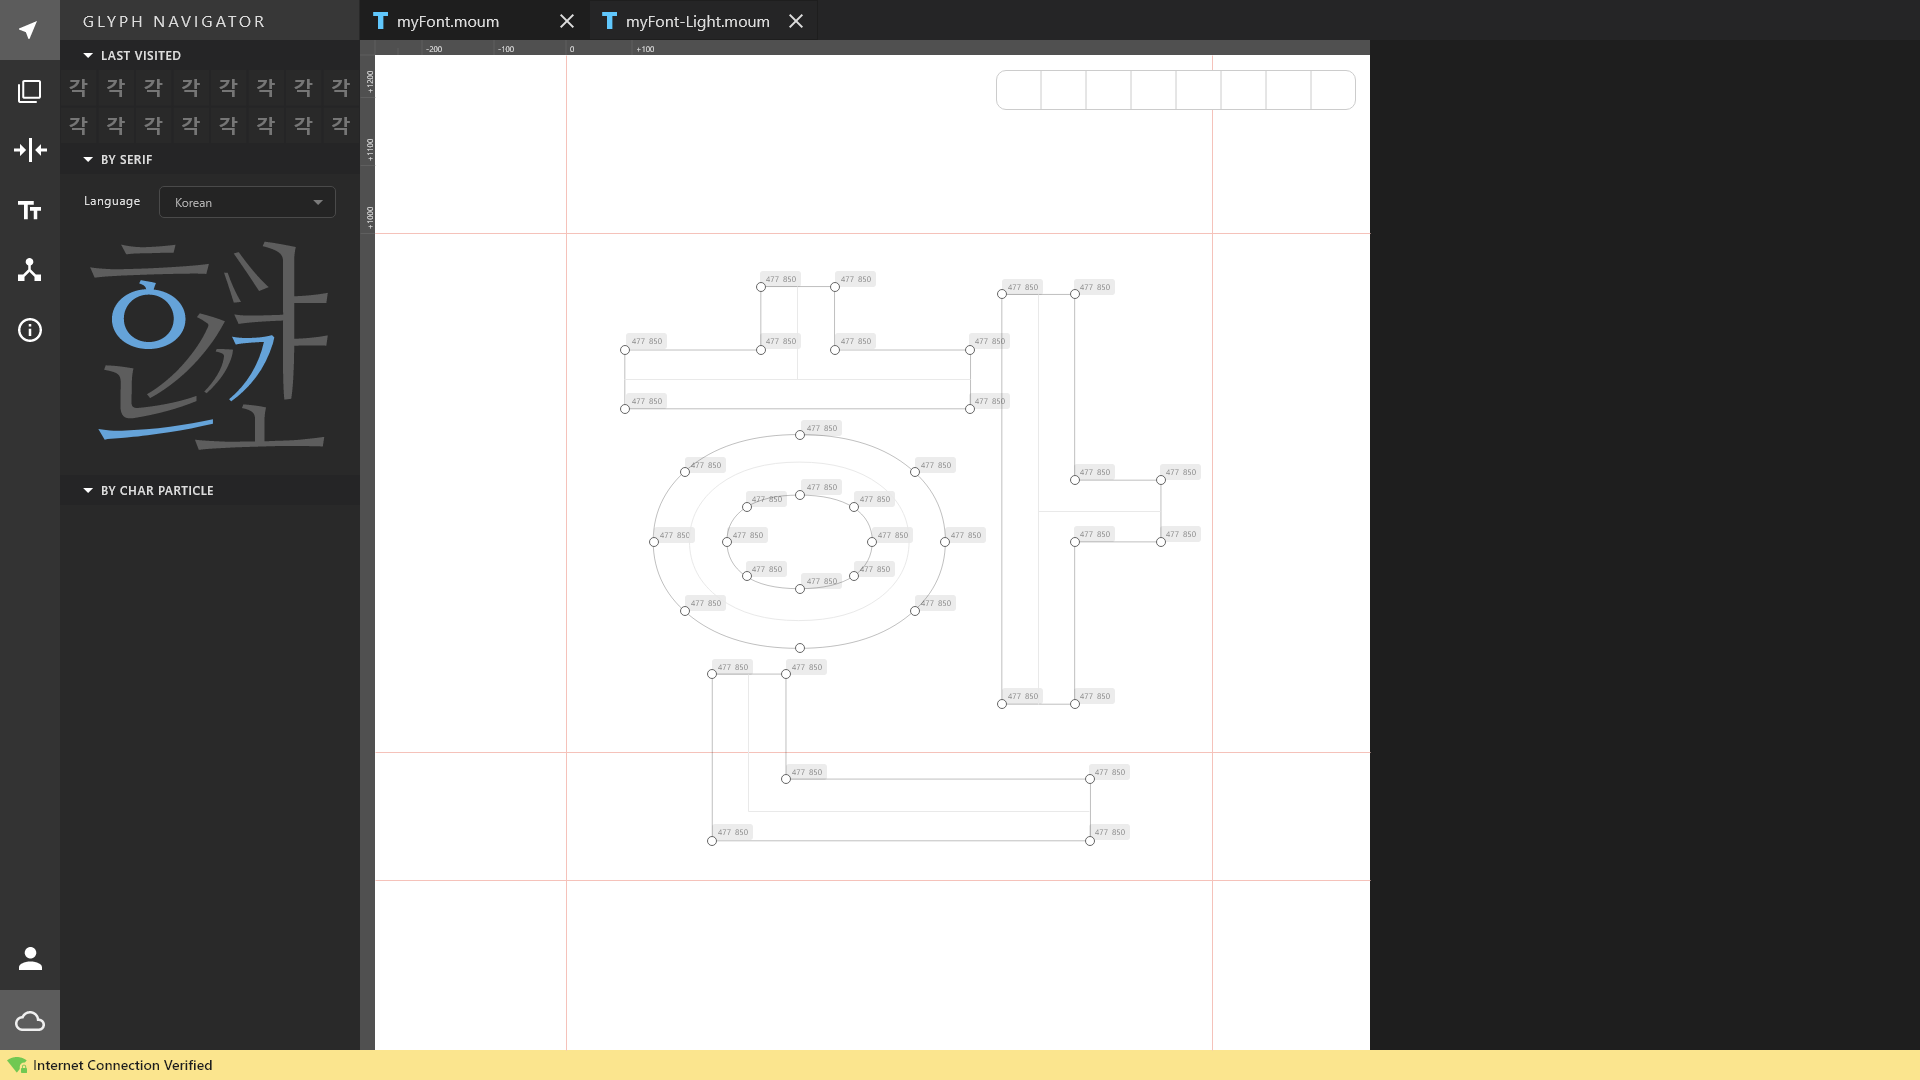 GLYPH NAVIGATOR
myFont.moum
myFont-Light.moum
-200 -100 0 +100
LAST VISITED
각 각 각 각 각 각 각 각
각 각 각 각 각 각 각 각
BY SERIF
Language Korean
BY CHAR PARTICLE
+1200
+1100
+1000
477 850 477 850
477 850 477 850
477 850 477 850 477 850 477 850
477 850 477 850
477 850
477 850 477 850
477 850 477 850
477 850
477 850 477 850
477 850 477 850 477 850 477 850
477 850 477 850
477 850 477 850
477 850
477 850 477 850
477 850 477 850
477 850 477 850
477 850 477 850
477 850 477 850
Internet Connection Verified